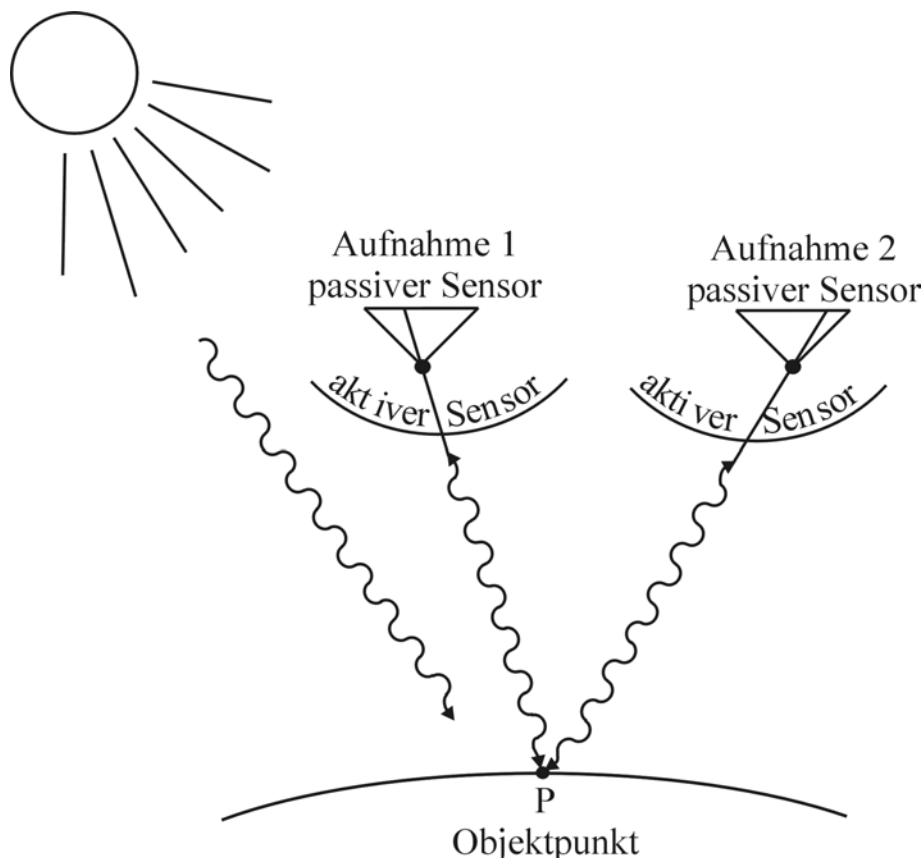 Aufnahme 1
passiver Sensor
aktiver Sensor
Aufnahme 2
passiver Sensor
aktiver Sensor
P
Objektpunkt